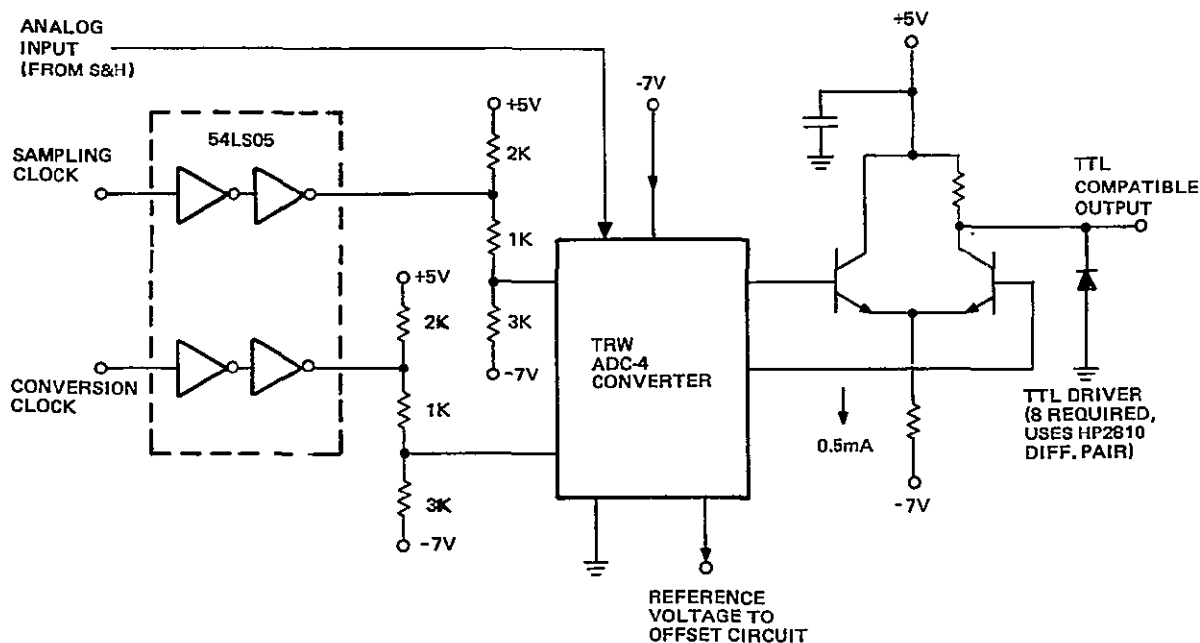 ANALOG
INPUT
(FROM S&H)
+5V
-7V
+5V
54LS05
2K
SAMPLING
CLOCK
TTL
COMPATIBLE
OUTPUT
1K
+5V
2K
3K
TRW
ADC-4
CONVERTER
-7V
CONVERSION
CLOCK
1K
0.5mA
TTL DRIVER
(8 REQUIRED,
USES HP2810
DIFF. PAIR)
3K
-7V
-7V
REFERENCE
VOLTAGE TO
OFFSET CIRCUIT